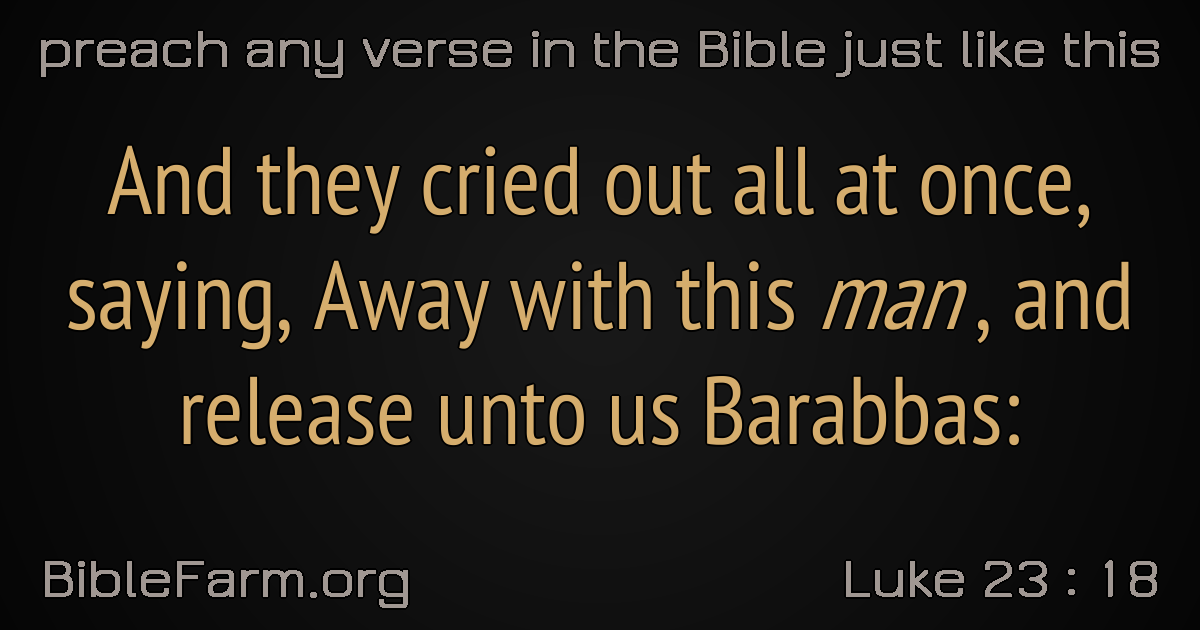 preach any verse in the Bible just like this
And they cried out all at once,
saying, Away with this man, and
release unto us Barabbas:
BibleFarm.org
Luke 23 : 18